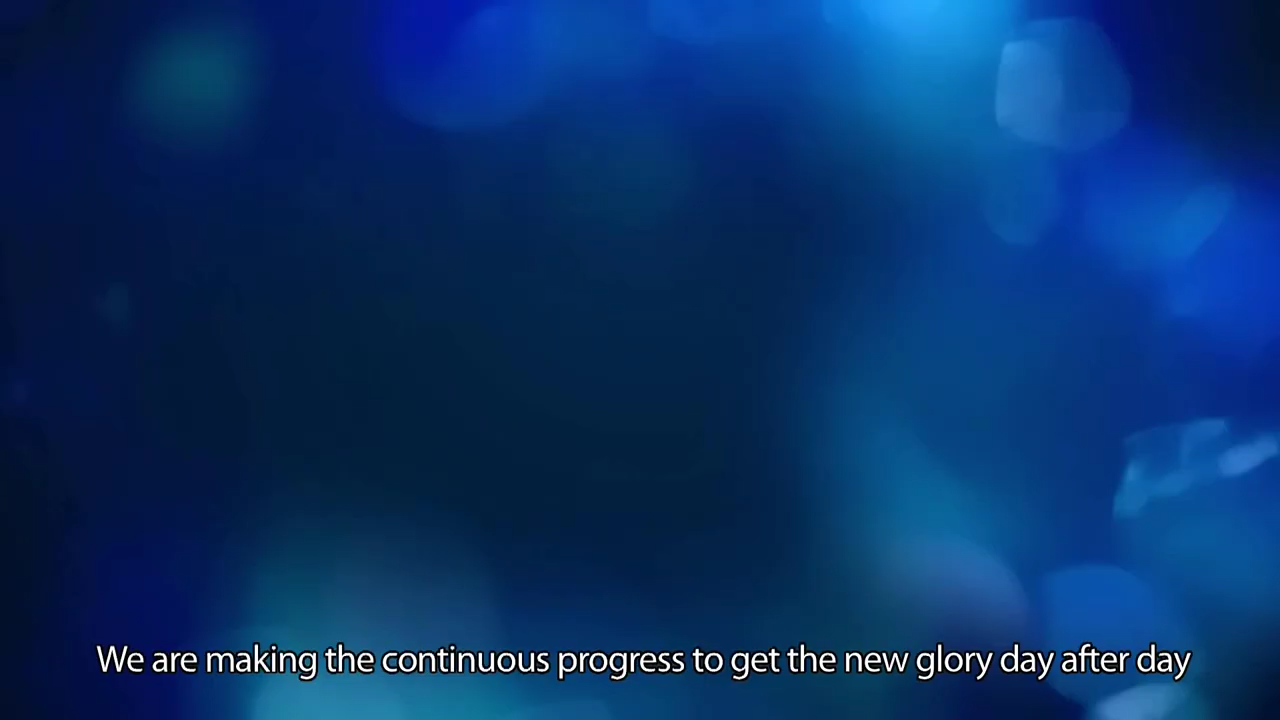 We are making the continuous progress to get the new glory day after day